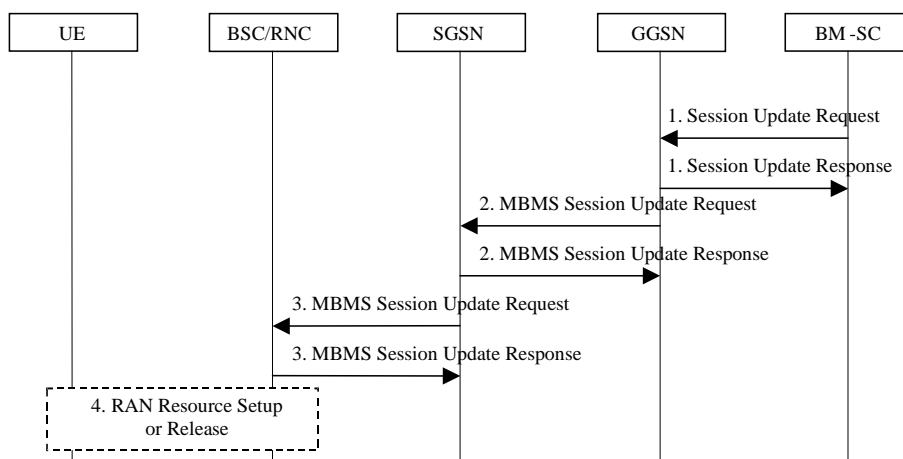 UE
BSC/RNC
SGSN
GGSN
BM -SC
1. Session Update Request
1. Session Update Response
2. MBMS Session Update Request
2. MBMS Session Update Response
3. MBMS Session Update Request
3. MBMS Session Update Response
4. RAN Resource Setup
or Release